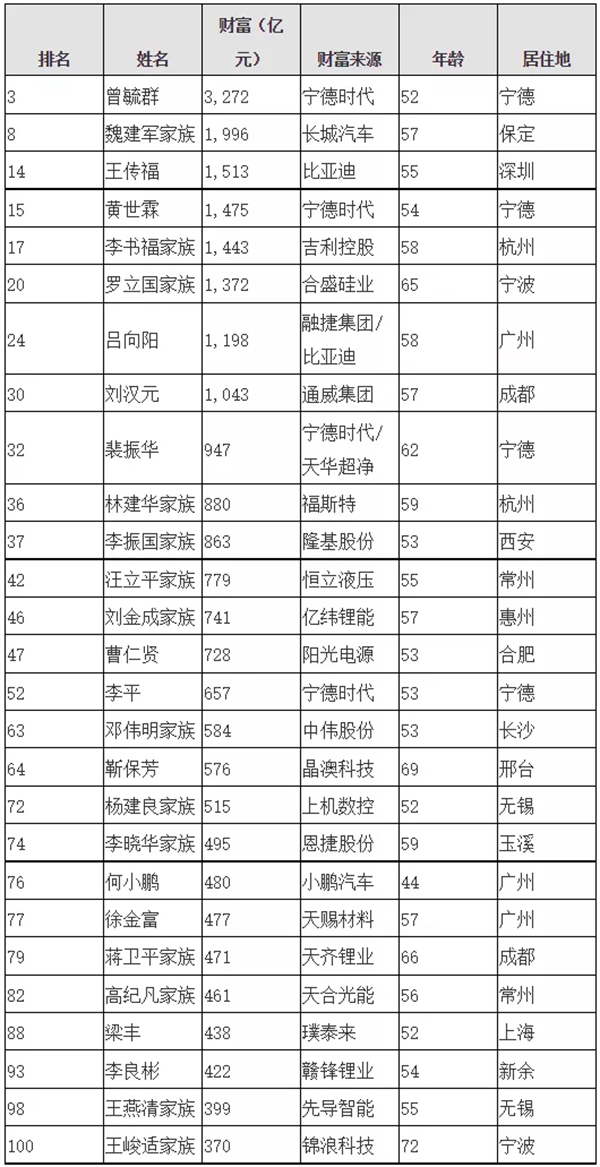 排名 姓名 财富（亿元） 财富来源 年龄 居住地
3 曾毓群 3,272 宁德时代 52 宁德
8 魏建军家族 1,996 长城汽车 57 保定
14 王传福 1,513 比亚迪 55 深圳
15 黄世霖 1,475 宁德时代 54 宁德
17 李书福家族 1,443 吉利控股 58 杭州
20 罗立国家族 1,372 合盛硅业 65 宁波
24 吕向阳 1,198 融捷集团/比亚迪 58 广州
30 刘汉元 1,043 通威集团 57 成都
32 裴振华 947 宁德时代/天华超净 62 宁德
36 林建华家族 880 福斯特 59 杭州
37 李振国家族 863 隆基股份 53 西安
42 汪立平家族 779 恒立液压 55 常州
46 刘金成家族 741 亿纬锂能 57 惠州
47 曹仁贤 728 阳光电源 53 合肥
52 李平 657 宁德时代 53 宁德
63 邓伟明家族 584 中伟股份 53 长沙
64 靳保芳 576 晶澳科技 69 邢台
72 杨建良家族 515 上机数控 52 无锡
74 李晓华家族 495 恩捷股份 59 玉溪
76 何小鹏 480 小鹏汽车 44 广州
77 徐金富 477 天赐材料 57 广州
79 蒋卫平家族 471 天齐锂业 66 成都
82 高纪凡家族 461 天合光能 56 常州
88 梁丰 438 璞泰来 52 上海
93 李良彬 422 赣锋锂业 54 新余
98 王燕清家族 399 先导智能 55 无锡
100 王峻适家族 370 锦浪科技 72 宁波